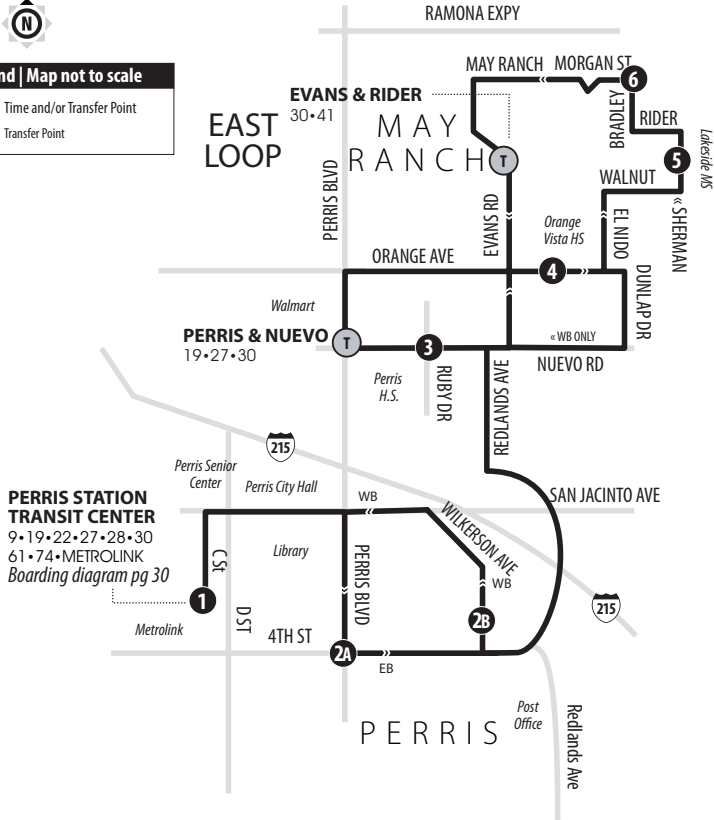 N
RAMONA EXPY
nd | Map not to scale
Time and/or Transfer Point
Transfer Point
MAY RANCH
MORGAN ST
6
EVANS & RIDER
30•41
EAST
LOOP
MAY
RANCH
T
BRADLEY
RIDER
5
Lakeside MS
WALNUT
PERRIS BLVD
EVANS RD
Orange
Vista HS
EL NIDO
« SHERMAN
ORANGE AVE
4
DUNLAP DR
Walmart
PERRIS & NUEVO
19•27•30
T
3
« WB ONLY
NUEVO RD
Perris
H.S.
RUBY DR
REDLANDS AVE
215
Perris Senior
Center
Perris City Hall
WB
SAN JACINTO AVE
PERRIS STATION
TRANSIT CENTER
9•19•22•27•28•30
61•74•METROLINK
Boarding diagram pg 30
C St
Library
PERRIS BLVD
WILKERSON AVE
WB
1
D ST
2B
215
Metrolink
4TH ST
2A
EB
PERRIS
Post
Office
Redlands Ave